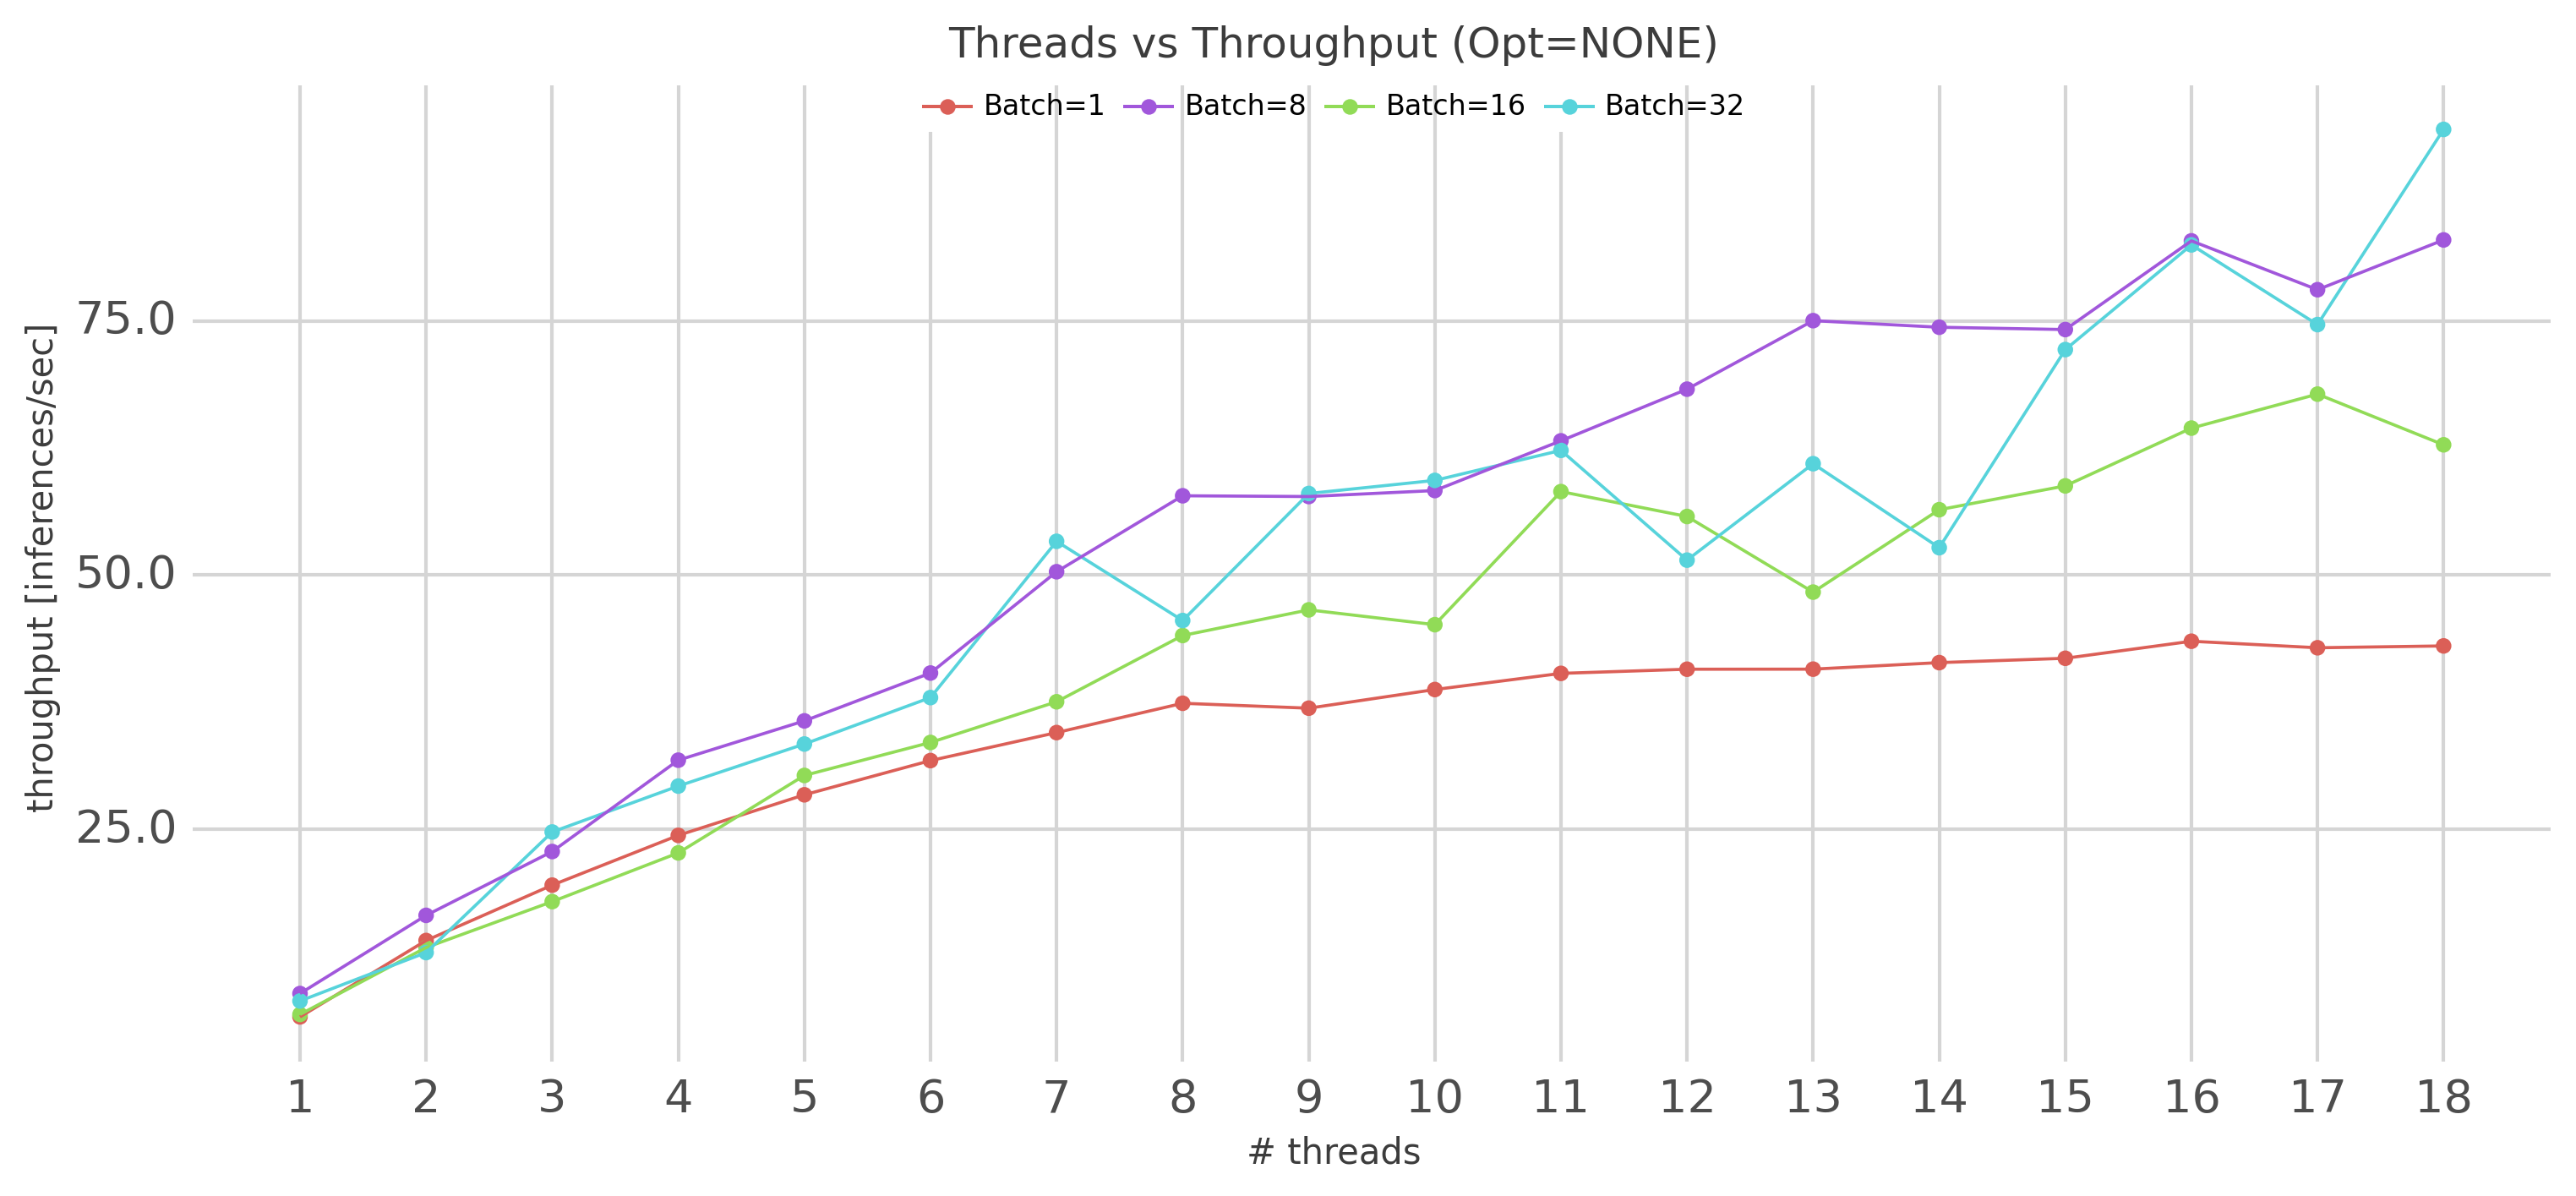 Threads vs Throughput (Opt=NONE)
Batch=1 Batch=8 Batch=16 Batch=32
throughput [inferences/sec]
75.0
50.0
25.0
1 2 3 4 5 6 7 8 9 10 11 12 13 14 15 16 17 18
# threads